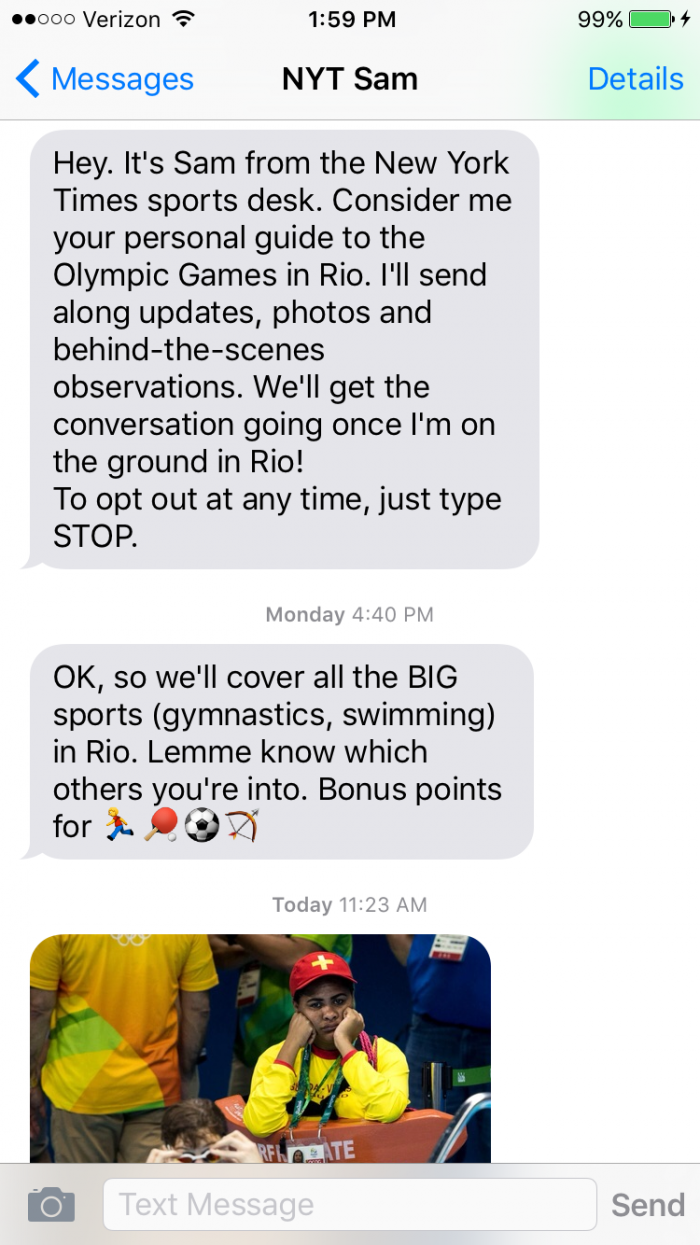 Verizon 1:59 PM 99%
Messages NYT Sam Details
Hey. It's Sam from the New York
Times sports desk. Consider me
your personal guide to the
Olympic Games in Rio. I'll send
along updates, photos and
behind-the-scenes
observations. We'll get the
conversation going once I'm on
the ground in Rio!
To opt out at any time, just type
STOP.
Monday 4:40 PM
OK, so we'll cover all the BIG
sports (gymnastics, swimming)
in Rio. Lemme know which
others you're into. Bonus points
for 🏃🏓⚽🏹
Today 11:23 AM
Text Message Send